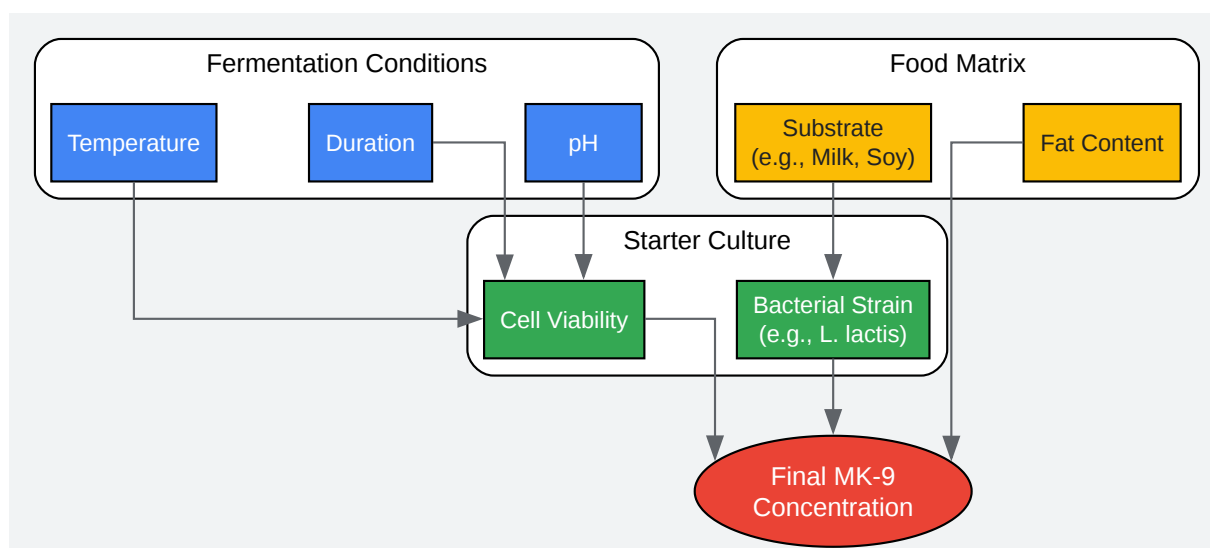 Fermentation Conditions
Food Matrix
Temperature
Duration
pH
Substrate
(e.g., Milk, Soy)
Fat Content
Starter Culture
Cell Viability
Bacterial Strain
(e.g., L. lactis)
Final MK-9
Concentration